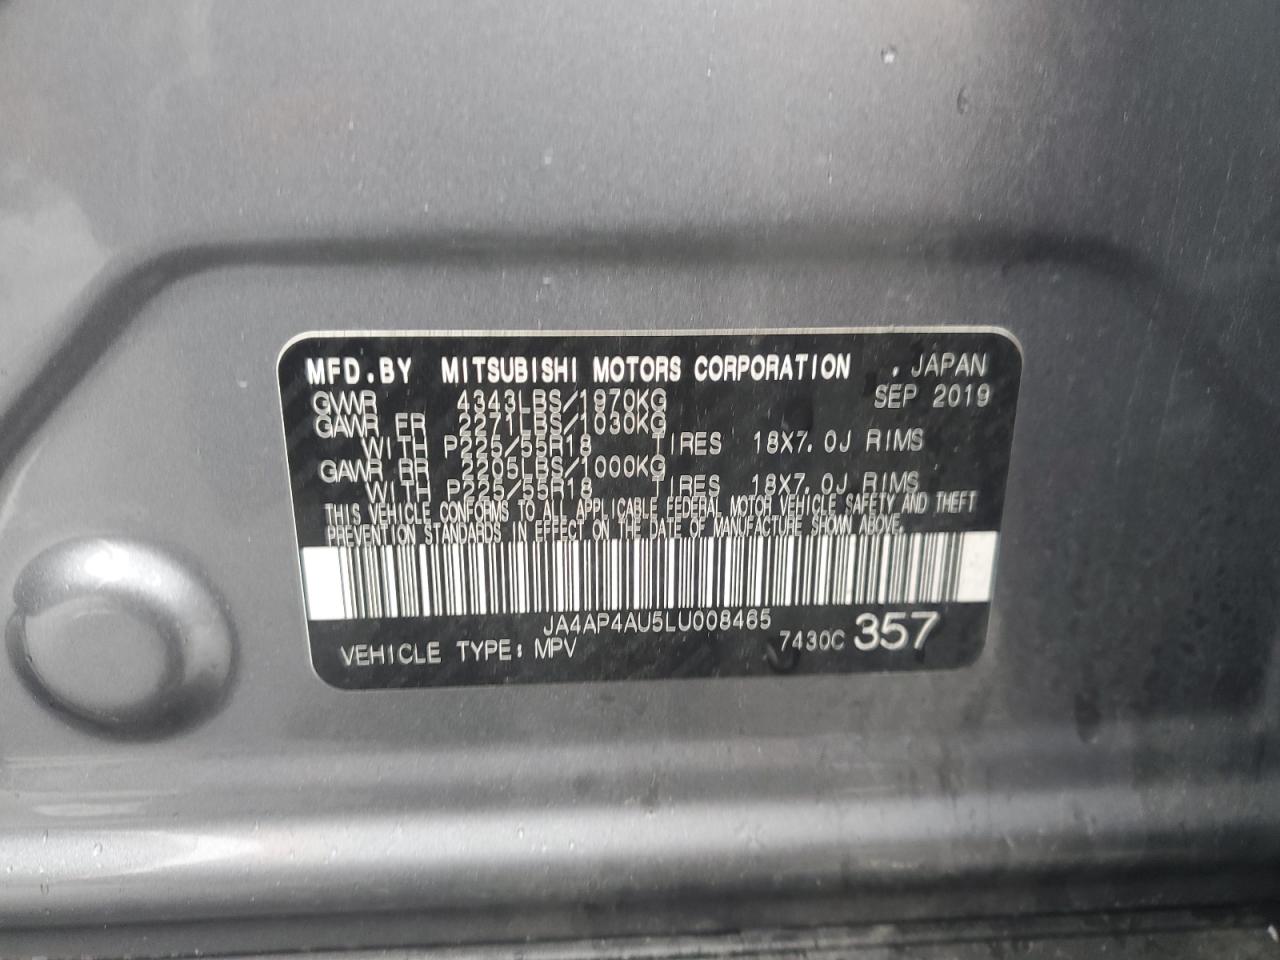 MFD.BY MITSUBISHI MOTORS CORPORATION , JAPAN
SEP 2019
GVWR 4343LBS/1970KG
GAWR FR 2271LBS/1030KG
WITH P225/55R18 TIRES 18X7.0J RIMS
GAWR RR 2205LBS/1000KG
WITH P225/55R18 TIRES 18X7.0J RIMS
THIS VEHICLE CONFORMS TO ALL APPLICABLE FEDERAL MOTOR VEHICLE SAFETY AND THEFT
PREVENTION STANDARDS IN EFFECT ON THE DATE OF MANUFACTURE SHOWN ABOVE.
JA4AP4AU5LU008465
VEHICLE TYPE: MPV 7430C 357